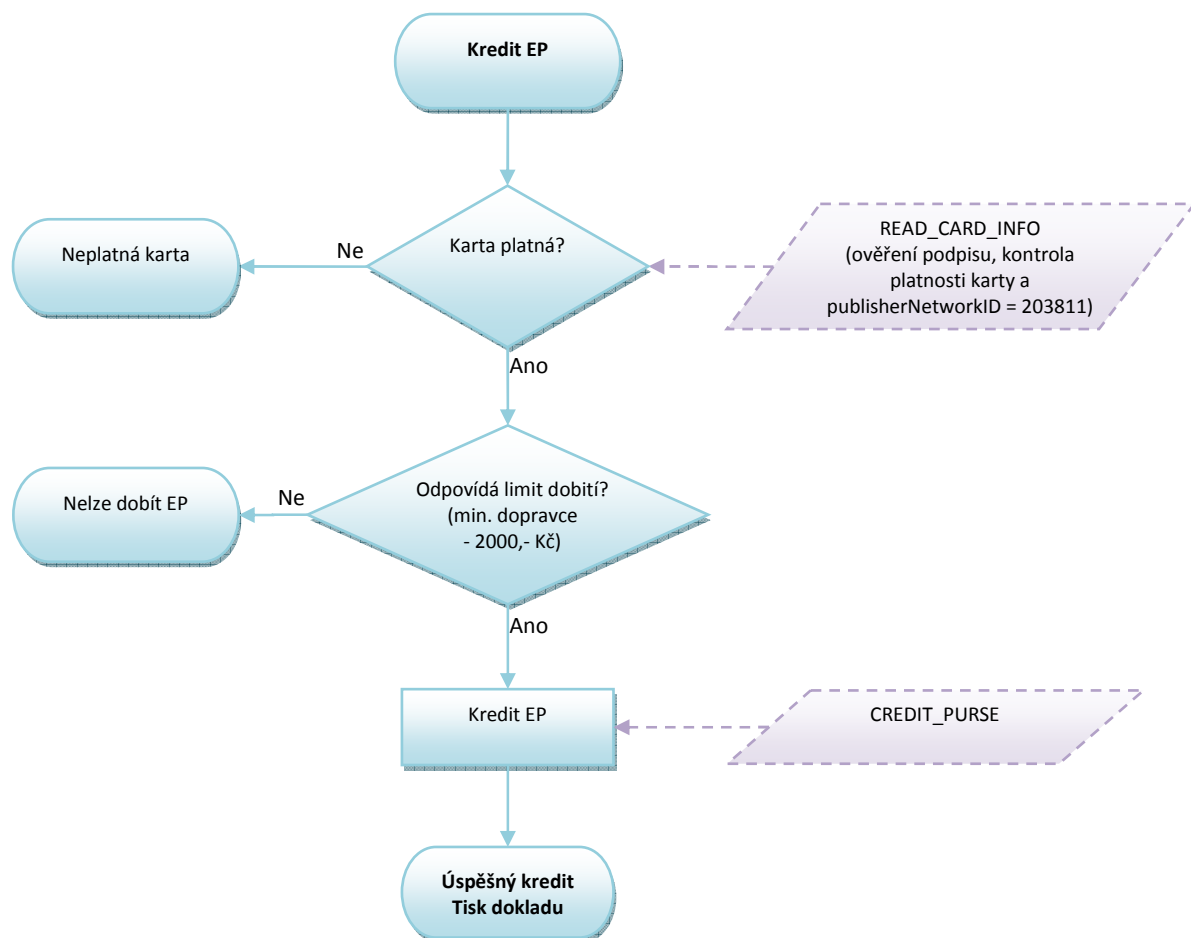 Kredit EP
Karta platná?
Ne
Neplatná karta
READ_CARD_INFO
(ověření podpisu, kontrola
platnosti karty a
publisherNetworkID = 203811)
Ano
Odpovídá limit dobití?
(min. dopravce
- 2000,- Kč)
Ne
Nelze dobít EP
Ano
Kredit EP
CREDIT_PURSE
Úspěšný kredit
Tisk dokladu